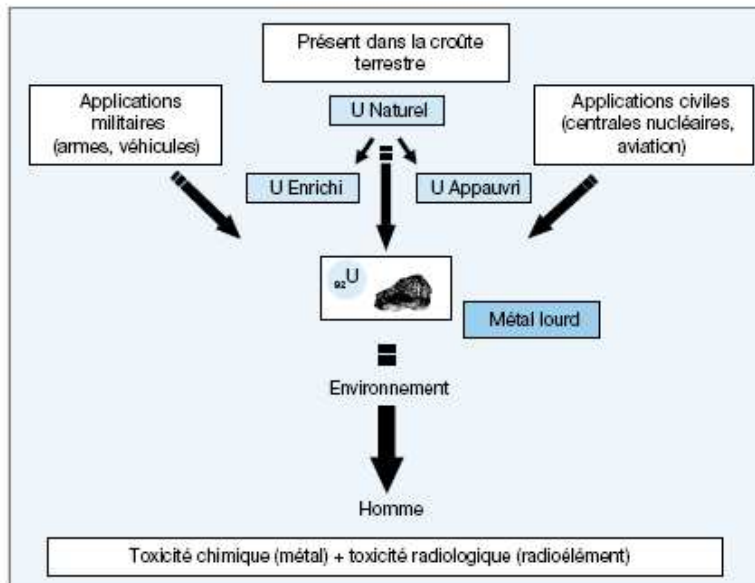 Présent dans la croûte
terrestre
Applications
militaires
(armes, véhicules)
U Naturel
Applications civiles
(centrales nucléaires,
aviation)
U Enrichi
U Appauvri
92U
Métal lourd
Environnement
Homme
Toxicité chimique (métal) + toxicité radiologique (radioélément)